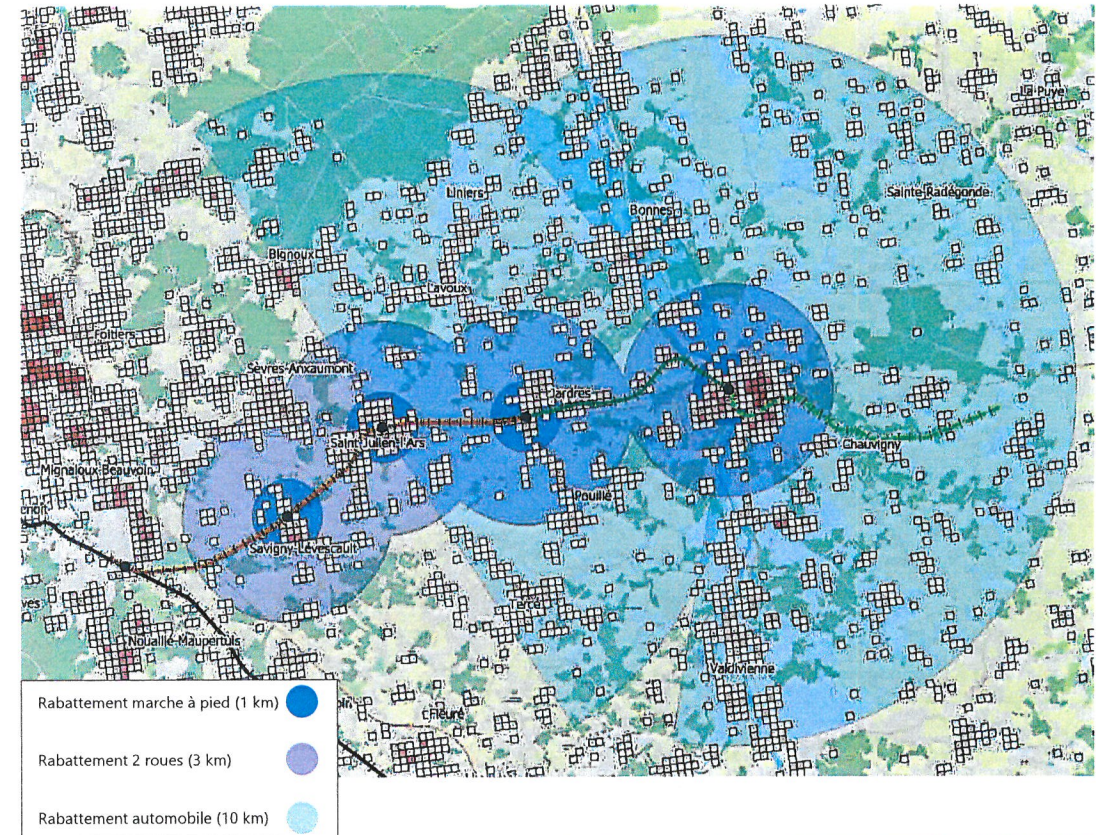 La Puye
Sainte-Radégonde
Liniers
Bonnes
Bignoux
Lavoux
Sèvres-Anxaumont
Jardres
Saint-Julien-l'Ars
Chauvigny
Mignaloux-Beauvoir
Pouillé
Savigny-Lévescault
Tercé
Nouaillé-Maupertuis
Valdivienne
Fleuré
Rabattement marche à pied (1 km)
Rabattement 2 roues (3 km)
Rabattement automobile (10 km)